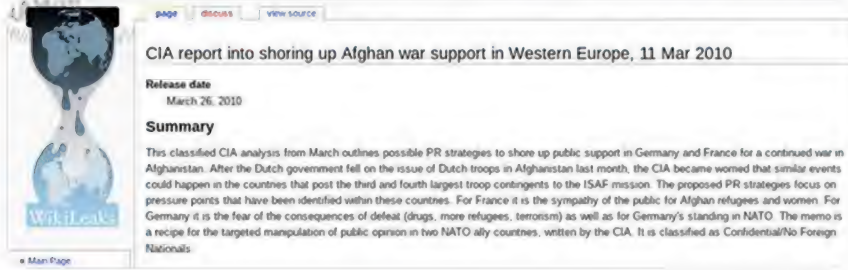 page discuss view source
CIA report into shoring up Afghan war support in Western Europe, 11 Mar 2010
Release date
March 26, 2010
Summary
This classified CIA analysis from March outlines possible PR strategies to shore up public support in Germany and France for a continued war in
Afghanistan. After the Dutch government fell on the issue of Dutch troops in Afghanistan last month, the CIA became worried that similar events
could happen in the countries that post the third and fourth largest troop contingents to the ISAF mission. The proposed PR strategies focus on
pressure points that have been identified within these countries. For France it is the sympathy of the public for Afghan refugees and women. For
Germany it is the fear of the consequences of defeat (drugs, more refugees, terrorism) as well as for Germany's standing in NATO. The memo is
a recipe for the targeted manipulation of public opinion in two NATO ally countries, written by the CIA. It is classified as Confidential/No Foreign
Nationals
WikiLeaks
Main Page